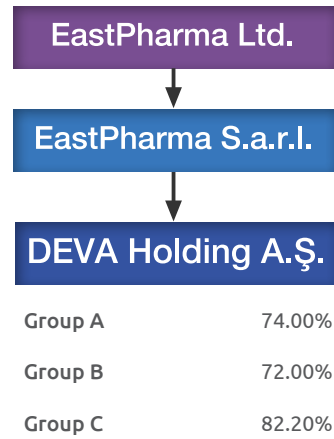 EastPharma Ltd.
EastPharma S.a.r.l.
DEVA Holding A.Ş.
Group A 74.00%
Group B 72.00%
Group C 82.20%